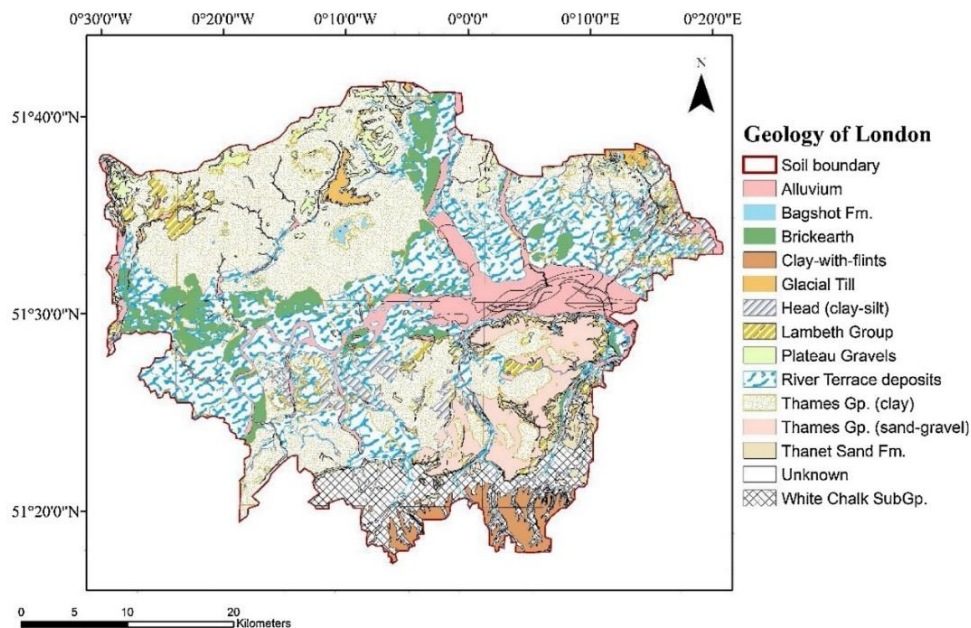 0°30'0"W 0°20'0"W 0°10'0"W 0°0'0"E 0°10'0"E 0°20'0"E
N
51°40'0"N
51°30'0"N
51°20'0"N
Geology of London
Soil boundary
Alluvium
Bagshot Fm.
Brickearth
Clay-with-flints
Glacial Till
Head (clay-silt)
Lambeth Group
Plateau Gravels
River Terrace deposits
Thames Gp. (clay)
Thames Gp. (sand-gravel)
Thanet Sand Fm.
Unknown
White Chalk SubGp.
0 5 10 20
Kilometers